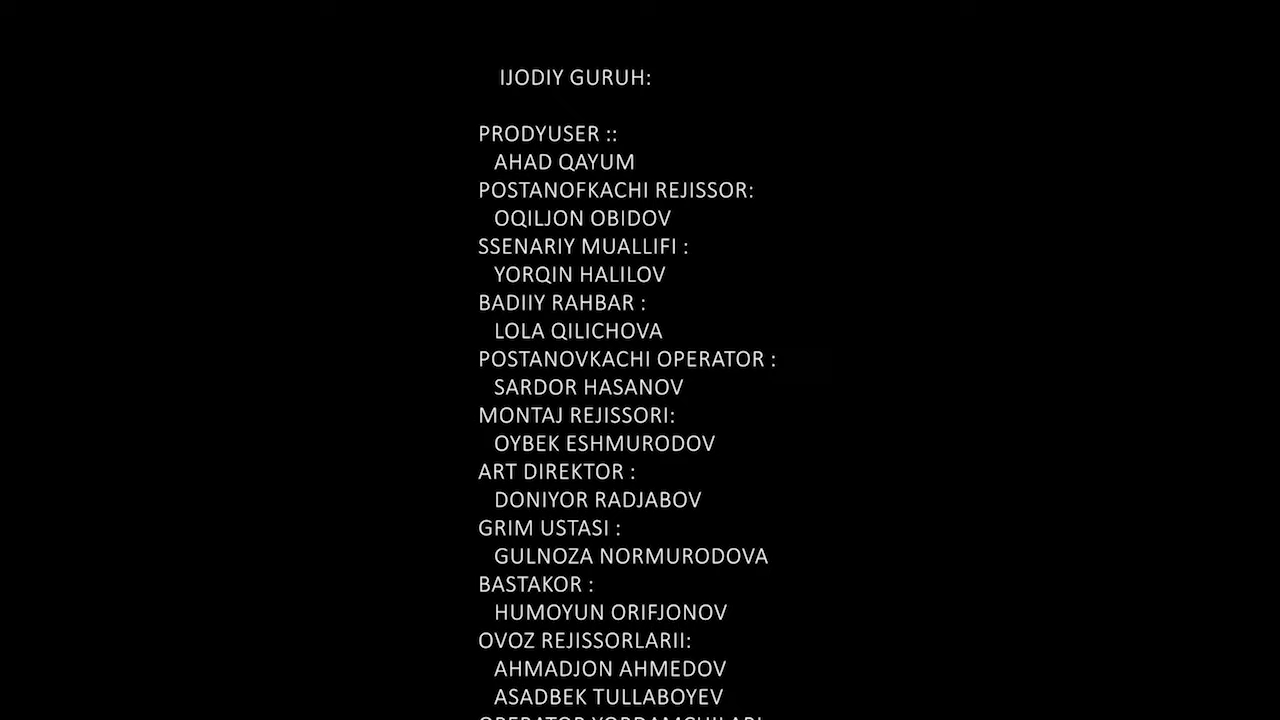 IJODIY GURUH:
PRODYUSER ::
AHAD QAYUM
POSTANOFKACHI REJISSOR:
OQILJON OBIDOV
SSENARIY MUALLIFI :
YORQIN HALILOV
BADIIY RAHBAR :
LOLA QILICHOVA
POSTANOVKACHI OPERATOR :
SARDOR HASANOV
MONTAJ REJISSORI:
OYBEK ESHMURODOV
ART DIREKTOR :
DONIYOR RADJABOV
GRIM USTASI :
GULNOZA NORMURODOVA
BASTAKOR :
HUMOYUN ORIFJONOV
OVOZ REJISSORLARII:
AHMADJON AHMEDOV
ASADBEK TULLABOYEV